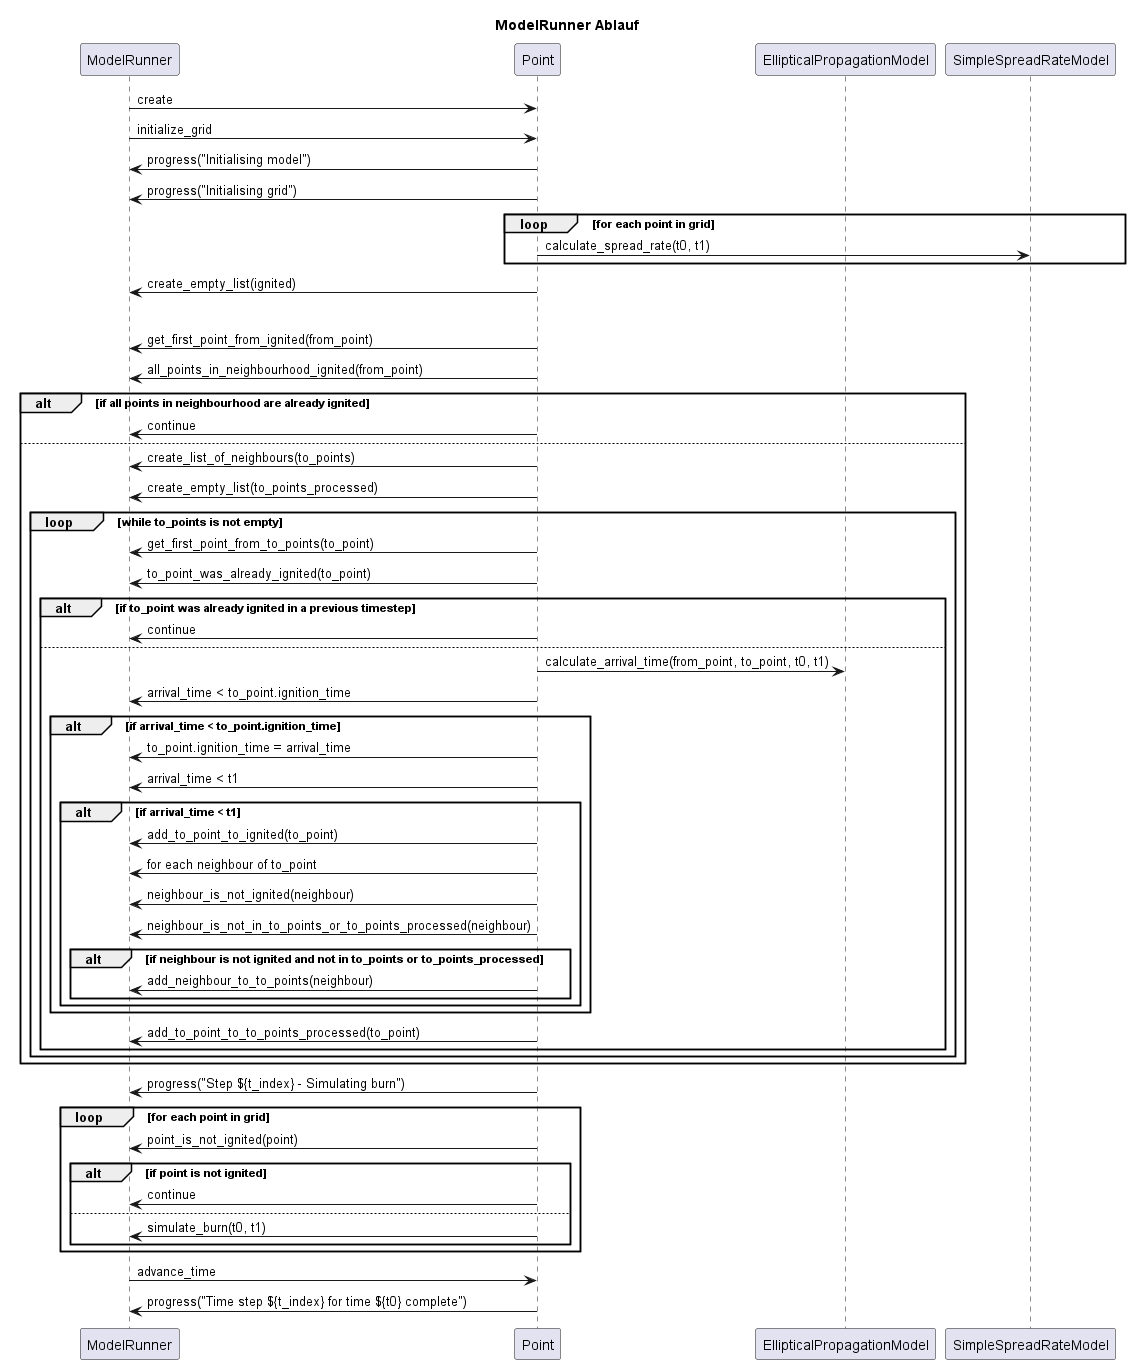 ModelRunner Ablauf
ModelRunner
Point
EllipticalPropagationModel
SimpleSpreadRateModel
create
initialize_grid
progress("Initialising model")
progress("Initialising grid")
loop [for each point in grid]
calculate_spread_rate(t0, t1)
create_empty_list(ignited)
get_first_point_from_ignited(from_point)
all_points_in_neighbourhood_ignited(from_point)
alt [if all points in neighbourhood are already ignited]
continue
create_list_of_neighbours(to_points)
create_empty_list(to_points_processed)
loop [while to_points is not empty]
get_first_point_from_to_points(to_point)
to_point_was_already_ignited(to_point)
alt [if to_point was already ignited in a previous timestep]
continue
calculate_arrival_time(from_point, to_point, t0, t1)
arrival_time < to_point.ignition_time
alt [if arrival_time < to_point.ignition_time]
to_point.ignition_time = arrival_time
arrival_time < t1
alt [if arrival_time < t1]
add_to_point_to_ignited(to_point)
for each neighbour of to_point
neighbour_is_not_ignited(neighbour)
neighbour_is_not_in_to_points_or_to_points_processed(neighbour)
alt [if neighbour is not ignited and not in to_points or to_points_processed]
add_neighbour_to_to_points(neighbour)
add_to_point_to_to_points_processed(to_point)
progress("Step ${t_index} - Simulating burn")
loop [for each point in grid]
point_is_not_ignited(point)
alt [if point is not ignited]
continue
simulate_burn(t0, t1)
advance_time
progress("Time step ${t_index} for time ${t0} complete")
ModelRunner
Point
EllipticalPropagationModel
SimpleSpreadRateModel